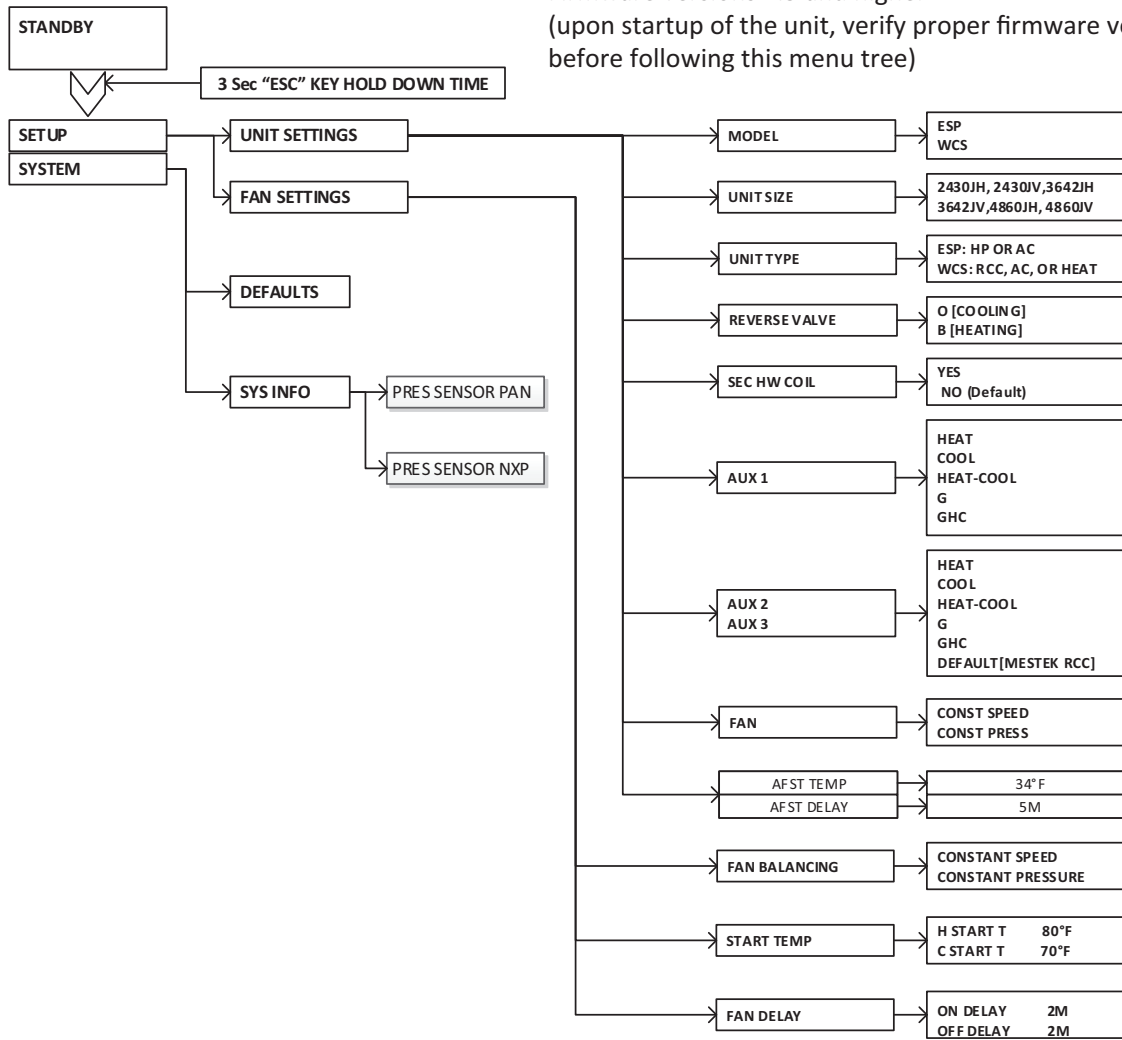 (upon startup of the unit, verify proper firmware
before following this menu tree)
STANDBY
3 Sec “ESC” KEY HOLD DOWN TIME
SETUP
SYSTEM
UNIT SETTINGS
FAN SETTINGS
DEFAULTS
SYS INFO
PRES SENSOR PAN
PRES SENSOR NXP
MODEL
ESP
WCS
UNIT SIZE
2430JH, 2430JV,3642JH
3642JV,4860JH, 4860JV
UNIT TYPE
ESP: HP OR AC
WCS: RCC, AC, OR HEAT
REVERSE VALVE
O [COOLING]
B [HEATING]
SEC HW COIL
YES
NO (Default)
AUX 1
HEAT
COOL
HEAT-COOL
G
GHC
AUX 2
AUX 3
HEAT
COOL
HEAT-COOL
G
GHC
DEFAULT[MESTEK RCC]
FAN
CONST SPEED
CONST PRESS
AFST TEMP
34°F
AFST DELAY
5M
FAN BALANCING
CONSTANT SPEED
CONSTANT PRESSURE
START TEMP
H START T 80°F
C START T 70°F
FAN DELAY
ON DELAY 2M
OFF DELAY 2M